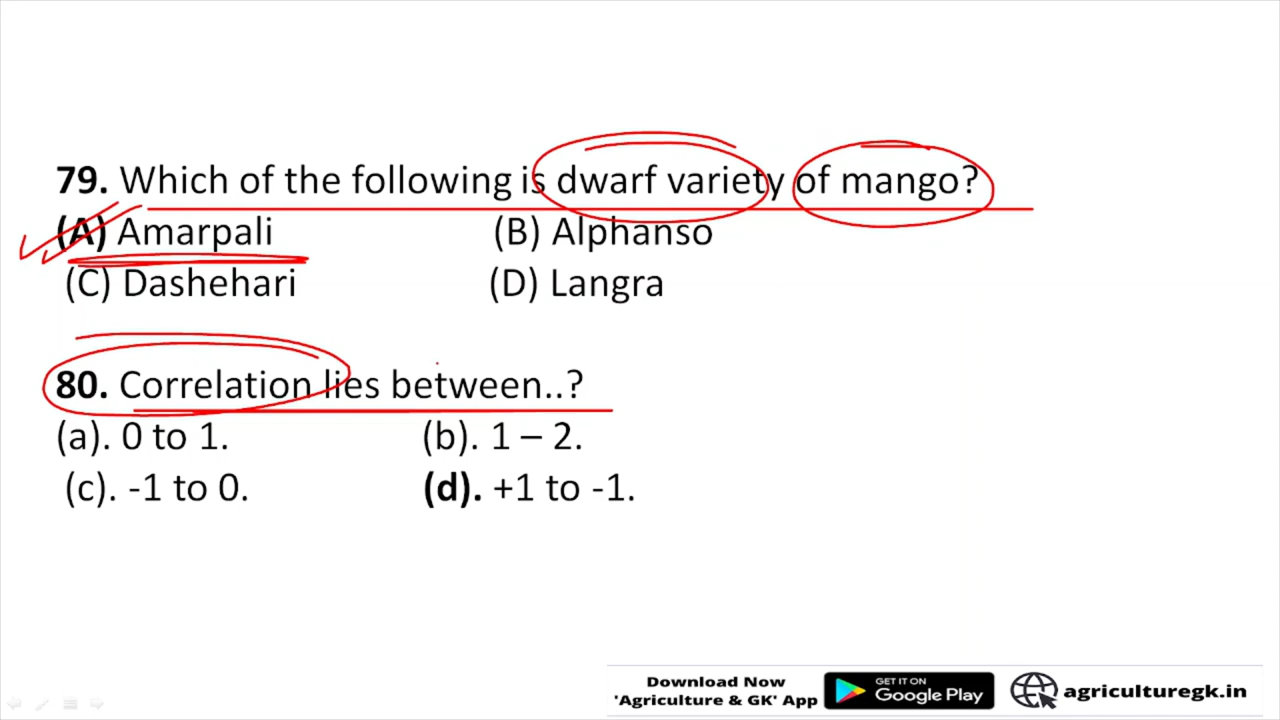 79. Which of the following is dwarf variety of mango?
(A) Amarpali (B) Alphanso
(C) Dashehari (D) Langra
80. Correlation lies between..?
(a). 0 to 1. (b). 1 – 2.
(c). -1 to 0. (d). +1 to -1.
Download Now
'Agriculture & GK' App
GET IT ON
Google Play
agriculturegk.in